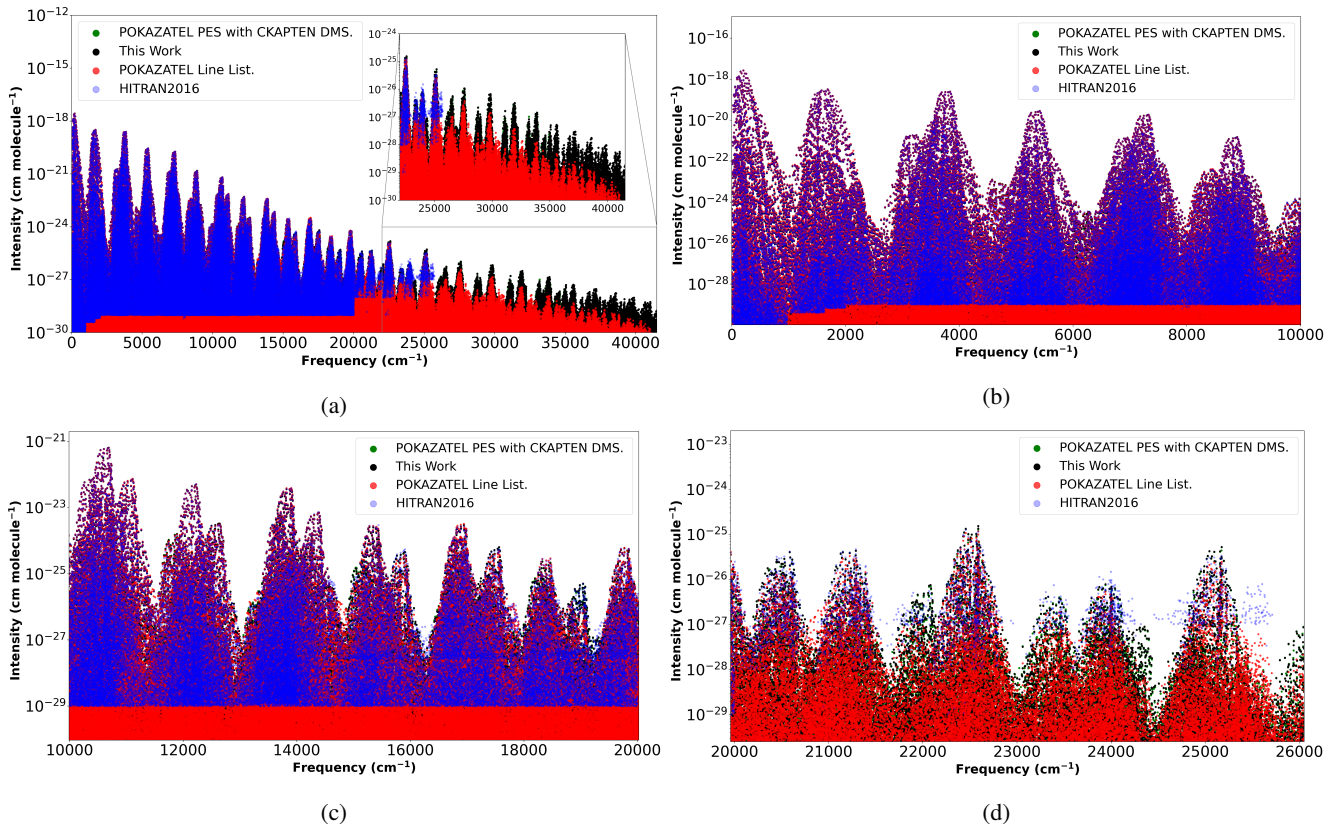 10⁻¹²
10⁻¹⁵
10⁻¹⁸
10⁻²¹
10⁻²⁴
10⁻²⁷
10⁻³⁰
Intensity (cm molecule⁻¹)
POKAZATEL PES with CKAPTEN DMS.
This Work
POKAZATEL Line List.
HITRAN2016
10⁻²⁴
10⁻²⁵
10⁻²⁶
10⁻²⁷
10⁻²⁸
10⁻²⁹
10⁻³⁰
25000 30000 35000 40000
0 5000 10000 15000 20000 25000 30000 35000 40000
Frequency (cm⁻¹)
(a)
10⁻¹⁶
10⁻¹⁸
10⁻²⁰
10⁻²²
10⁻²⁴
10⁻²⁶
10⁻²⁸
Intensity (cm molecule⁻¹)
POKAZATEL PES with CKAPTEN DMS.
This Work
POKAZATEL Line List.
HITRAN2016
0 2000 4000 6000 8000 10000
Frequency (cm⁻¹)
(b)
10⁻²¹
10⁻²³
10⁻²⁵
10⁻²⁷
10⁻²⁹
Intensity (cm molecule⁻¹)
POKAZATEL PES with CKAPTEN DMS.
This Work
POKAZATEL Line List.
HITRAN2016
10000 12000 14000 16000 18000 20000
Frequency (cm⁻¹)
(c)
10⁻²³
10⁻²⁴
10⁻²⁵
10⁻²⁶
10⁻²⁷
10⁻²⁸
10⁻²⁹
Intensity (cm molecule⁻¹)
POKAZATEL PES with CKAPTEN DMS.
This Work
POKAZATEL Line List.
HITRAN2016
20000 21000 22000 23000 24000 25000 26000
Frequency (cm⁻¹)
(d)